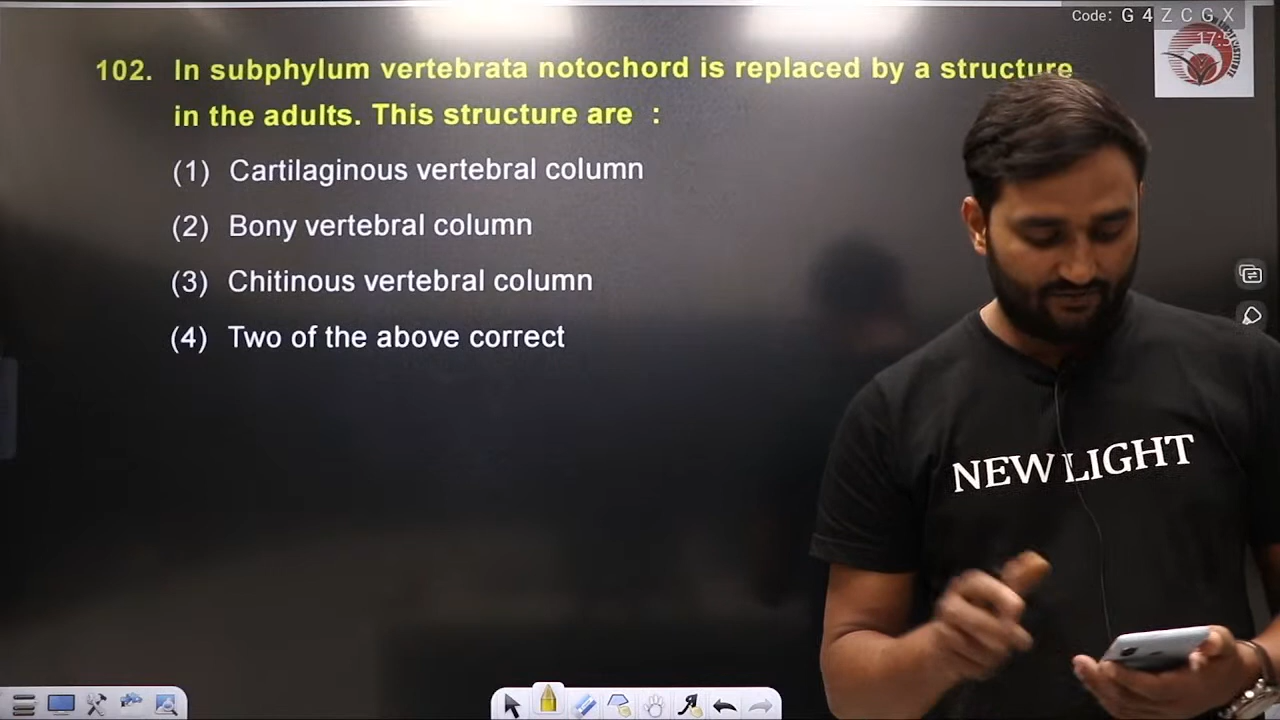 Code: G 4 Z C G X
102. In subphylum vertebrata notochord is replaced by a structure
in the adults. This structure are :
(1) Cartilaginous vertebral column
(2) Bony vertebral column
(3) Chitinous vertebral column
(4) Two of the above correct
NEW LIGHT